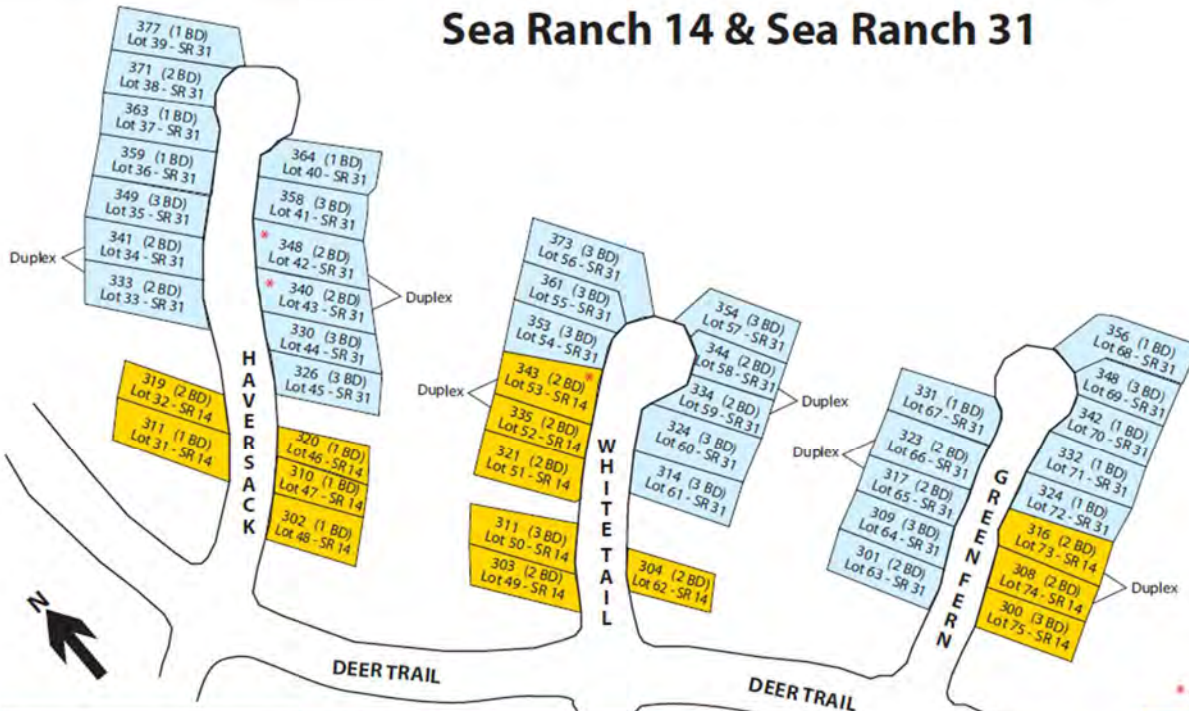 Sea Ranch 14 & Sea Ranch 31
377 (1 BD)
Lot 39 - SR 31
371 (2 BD)
Lot 38 - SR 31
363 (1 BD)
Lot 37 - SR 31
359 (1 BD)
Lot 36 - SR 31
349 (3 BD)
Lot 35 - SR 31
341 (2 BD)
Lot 34 - SR 31
333 (2 BD)
Lot 33 - SR 31
Duplex
319 (2 BD)
Lot 32 - SR 14
311 (1 BD)
Lot 31 - SR 14
HAVERSACK
364 (1 BD)
Lot 40 - SR 31
358 (3 BD)
Lot 41 - SR 31
*
348 (2 BD)
Lot 42 - SR 31
*
340 (2 BD)
Lot 43 - SR 31
Duplex
330 (3 BD)
Lot 44 - SR 31
326 (3 BD)
Lot 45 - SR 31
320 (1 BD)
Lot 46 - SR 14
310 (1 BD)
Lot 47 - SR 14
302 (1 BD)
Lot 48 - SR 14
373 (3 BD)
Lot 56 - SR 31
361 (3 BD)
Lot 55 - SR 31
353 (3 BD)
Lot 54 - SR 31
343 (2 BD) *
Lot 53 - SR 14
335 (2 BD)
Lot 52 - SR 14
Duplex
321 (2 BD)
Lot 51 - SR 14
311 (3 BD)
Lot 50 - SR 14
303 (2 BD)
Lot 49 - SR 14
WHITE TAIL
354 (3 BD)
Lot 57 - SR 31
344 (2 BD)
Lot 58 - SR 31
334 (2 BD)
Lot 59 - SR 31
Duplex
324 (3 BD)
Lot 60 - SR 31
314 (3 BD)
Lot 61 - SR 31
304 (2 BD)
Lot 62 - SR 14
331 (1 BD)
Lot 67 - SR 31
323 (2 BD)
Lot 66 - SR 31
317 (2 BD)
Lot 65 - SR 31
Duplex
309 (3 BD)
Lot 64 - SR 31
301 (2 BD)
Lot 63 - SR 31
GREEN FERN
356 (1 BD)
Lot 68 - SR 31
348 (3 BD)
Lot 69 - SR 31
342 (1 BD)
Lot 70 - SR 31
332 (1 BD)
Lot 71 - SR 31
324 (1 BD)
Lot 72 - SR 31
316 (2 BD)
Lot 73 - SR 14
308 (2 BD)
Lot 74 - SR 14
Duplex
300 (3 BD)
Lot 75 - SR 14
N
DEER TRAIL
DEER TRAIL
*